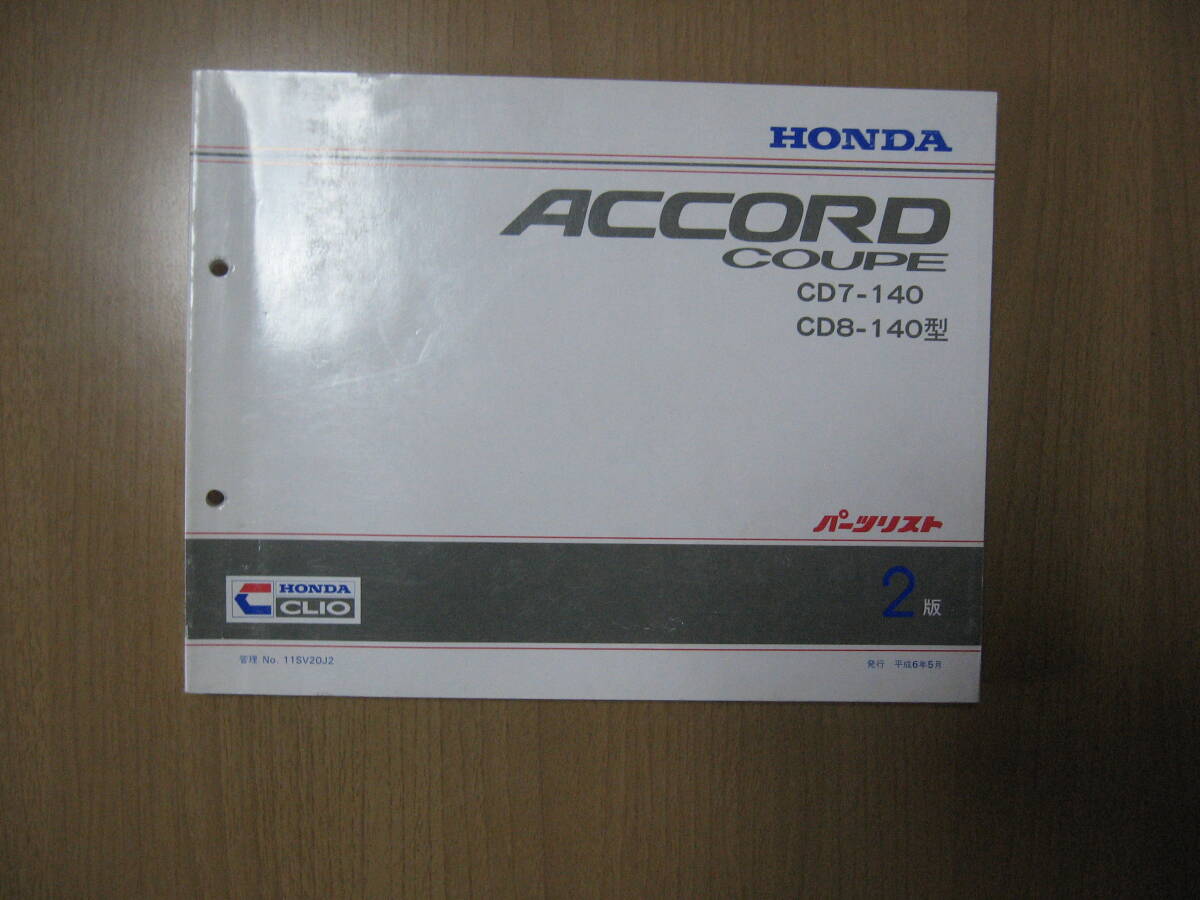 HONDA
ACCORD
COUPE
CD7-140
CD8-140型
パーツリスト
HONDA
CLIO
2版
管理 No. 11SV20J2
発行 平成6年5月